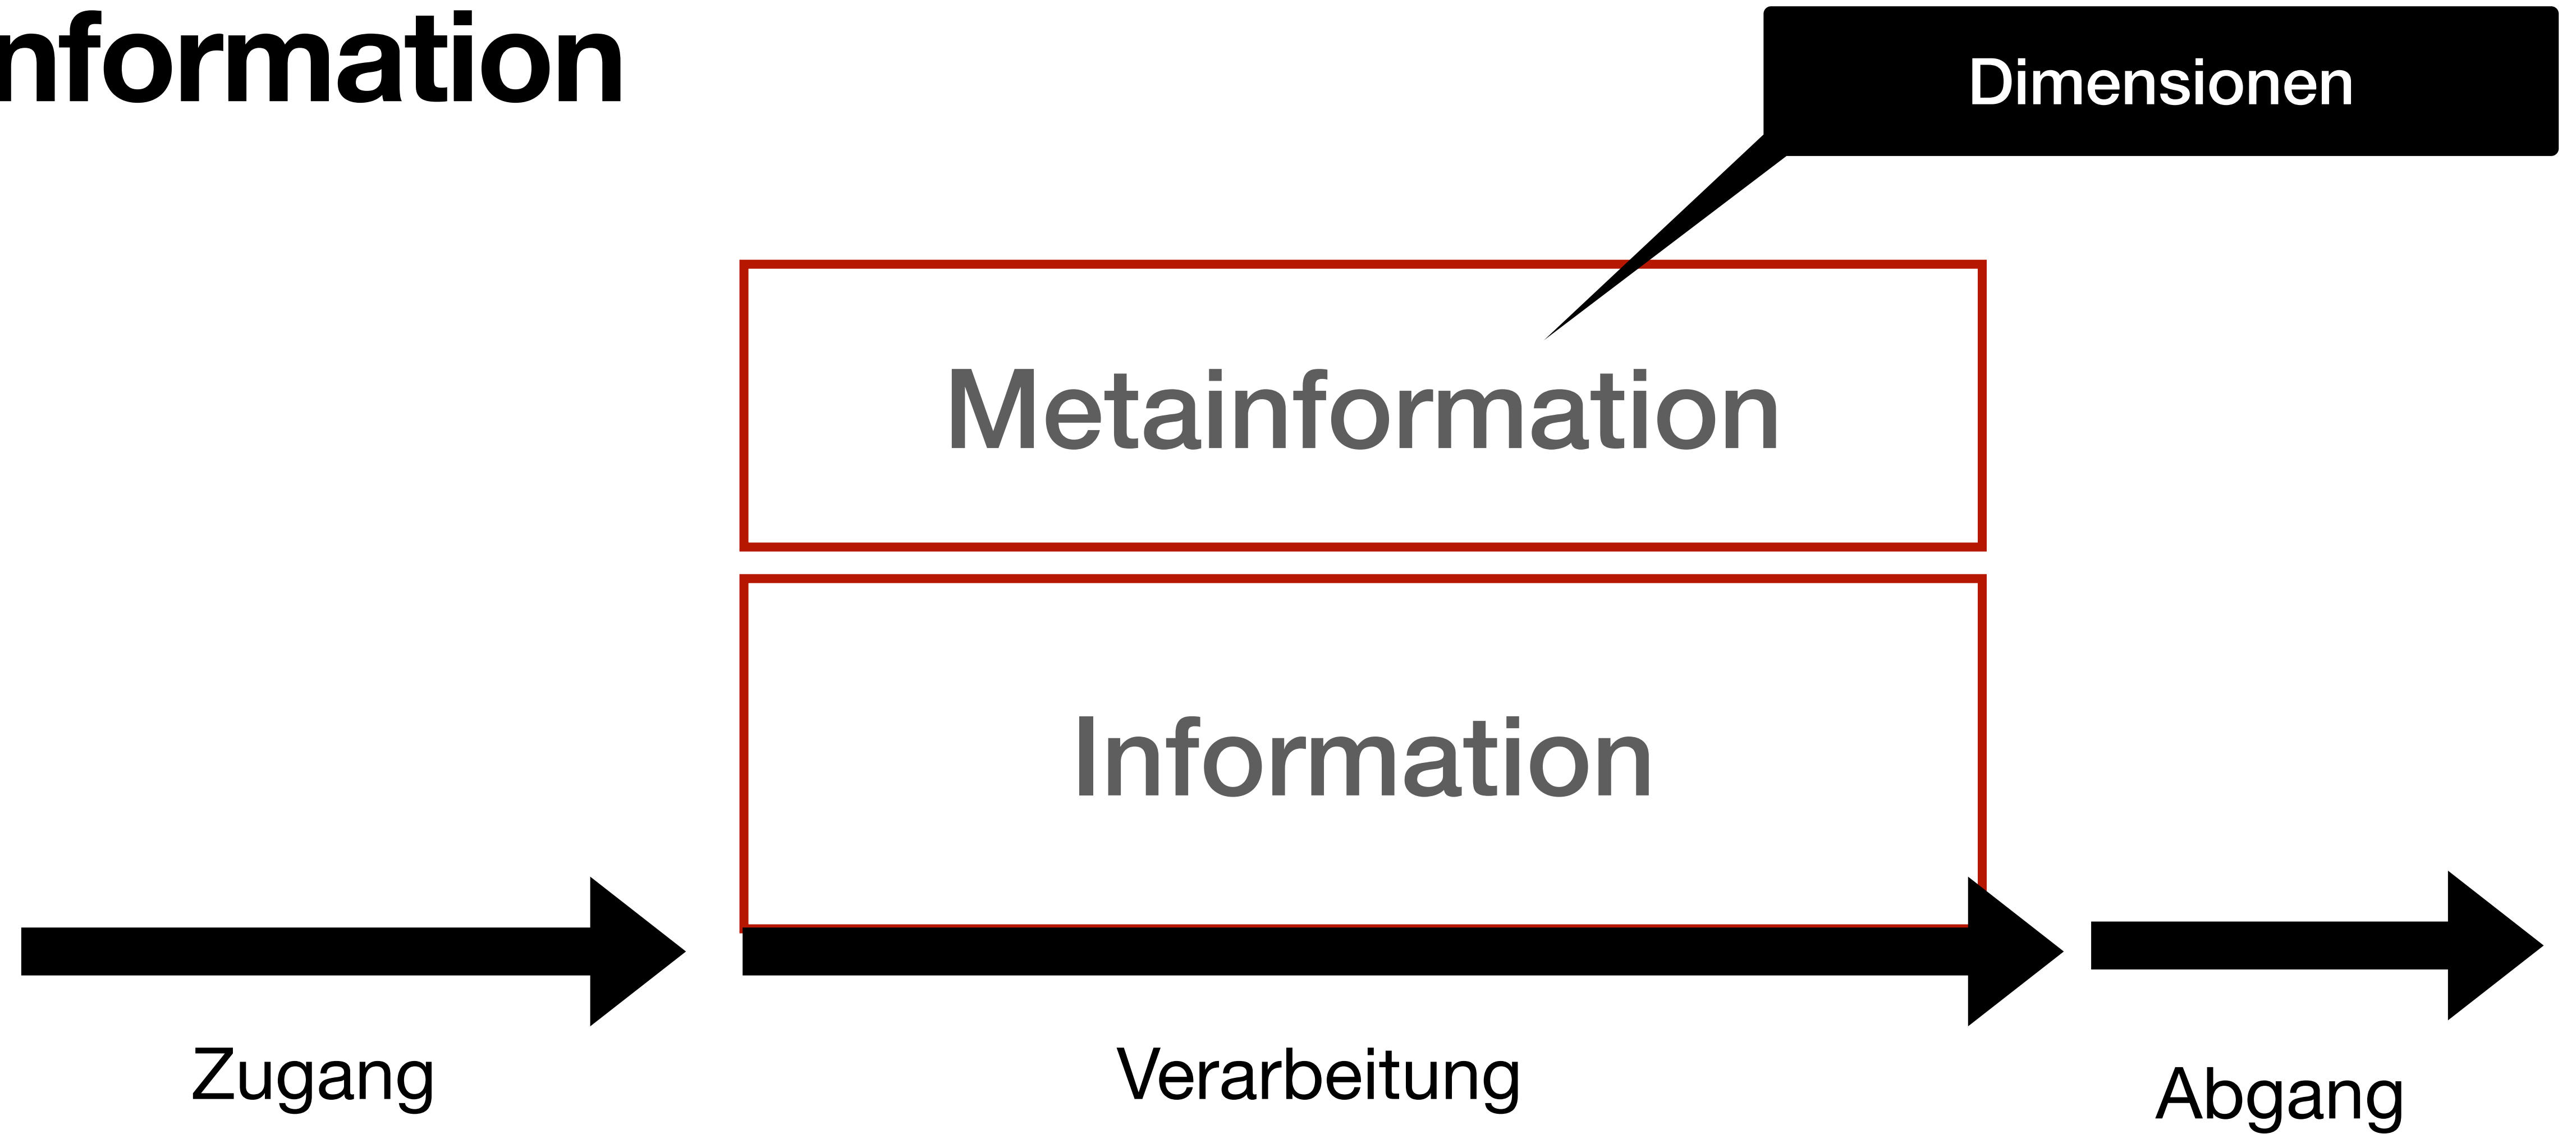 nformation
Dimensionen
Metainformation
Information
Zugang
Verarbeitung
Abgang